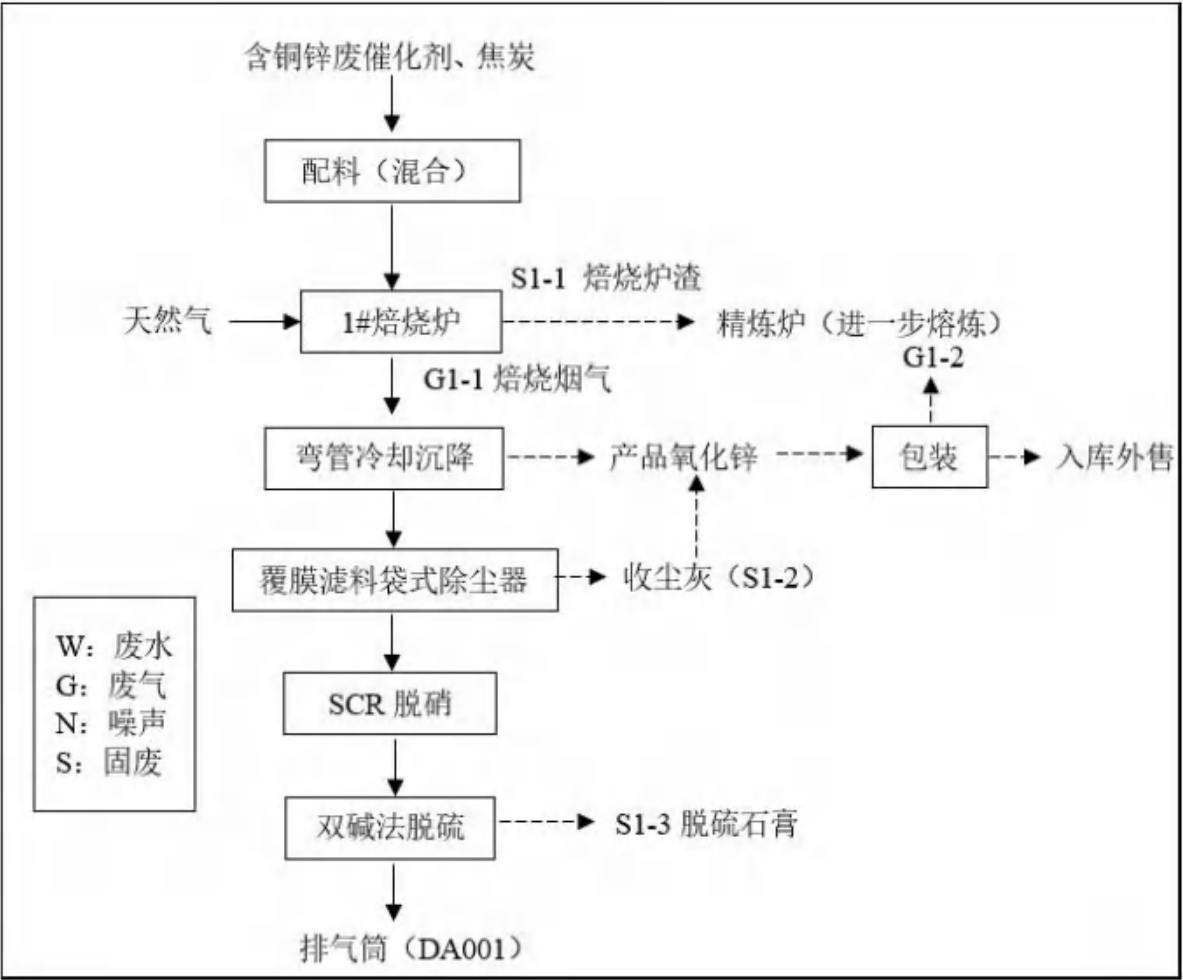 含铜锌废催化剂、焦炭
配料（混合）
S1-1 焙烧炉渣
天然气
1#焙烧炉
精炼炉（进一步熔炼）
G1-2
G1-1 焙烧烟气
弯管冷却沉降
产品氧化锌
包装
入库外售
覆膜滤料袋式除尘器
收尘灰（S1-2）
W：废水
G：废气
N：噪声
S：固废
SCR 脱硝
双碱法脱硫
S1-3 脱硫石膏
排气筒（DA001）